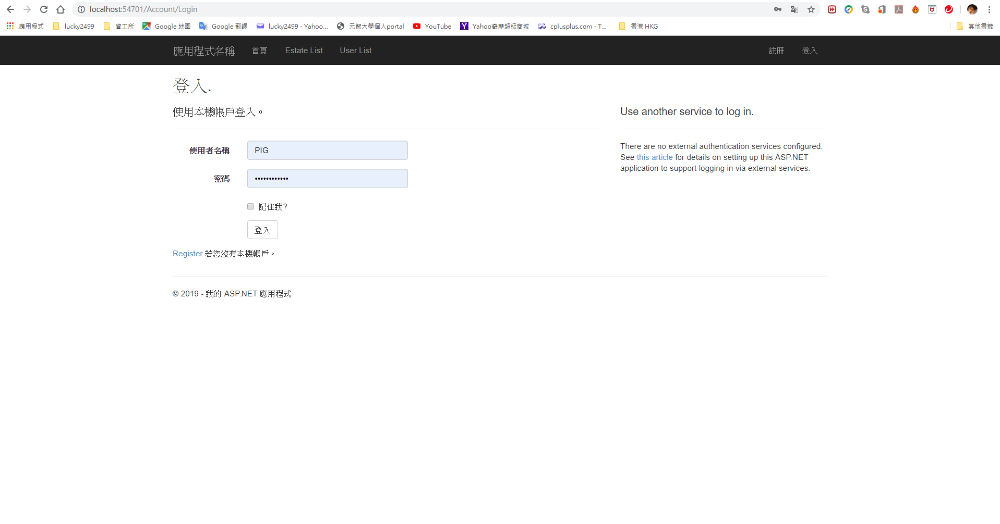 localhost:54701/Account/Login
應用程式 lucky2499 資工所 Google 地圖 Google 翻譯 lucky2499 - Yahoo... 元智大學個人portal YouTube Yahoo奇摩超級商城 cplusplus.com - T... 香港 HKG 其他書籤
應用程式名稱 首頁 Estate List User List 註冊 登入
登入.
使用本機帳戶登入。
使用者名稱 PIG
密碼 ••••••••••••
記住我?
登入
Register 若您沒有本機帳戶。
Use another service to log in.
There are no external authentication services configured.
See this article for details on setting up this ASP.NET
application to support logging in via external services.
© 2019 - 我的 ASP.NET 應用程式